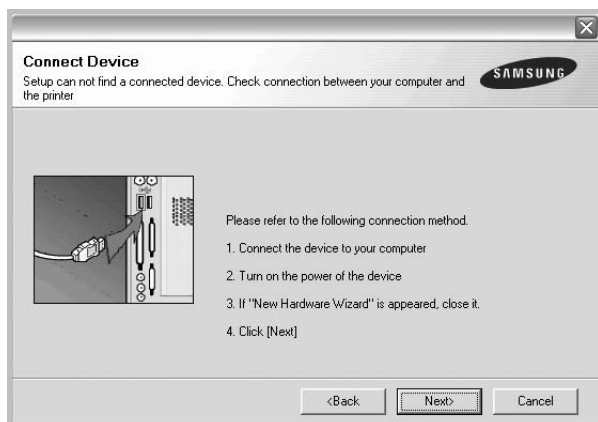 Connect Device
Setup can not find a connected device. Check connection between your computer and
the printer
SAMSUNG
Please refer to the following connection method.
1. Connect the device to your computer
2. Turn on the power of the device
3. If "New Hardware Wizard" is appeared, close it.
4. Click [Next]
<Back
Next>
Cancel